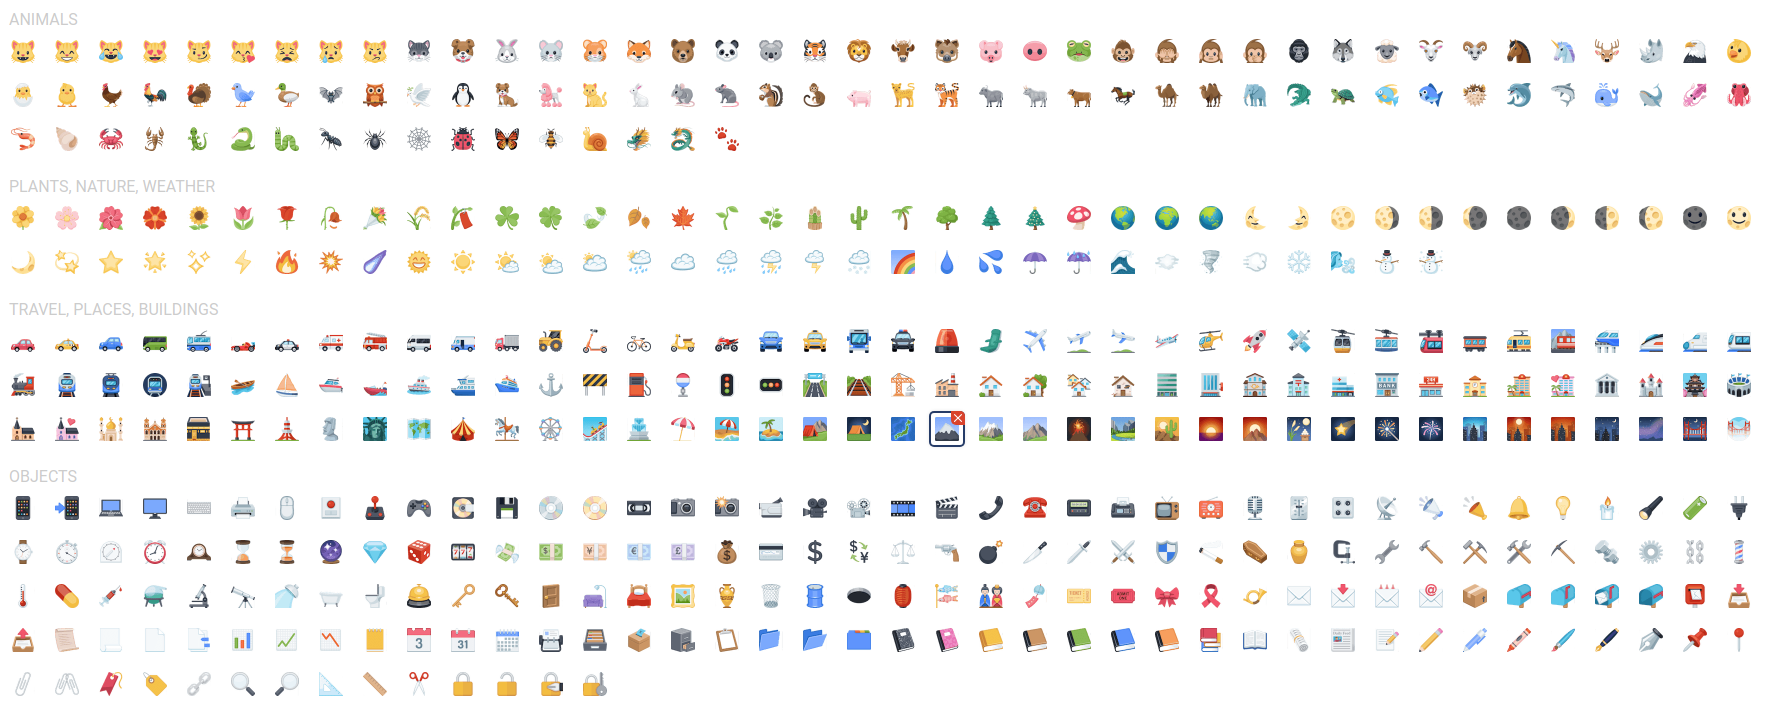 ANIMALS
PLANTS, NATURE, WEATHER
TRAVEL, PLACES, BUILDINGS
OBJECTS